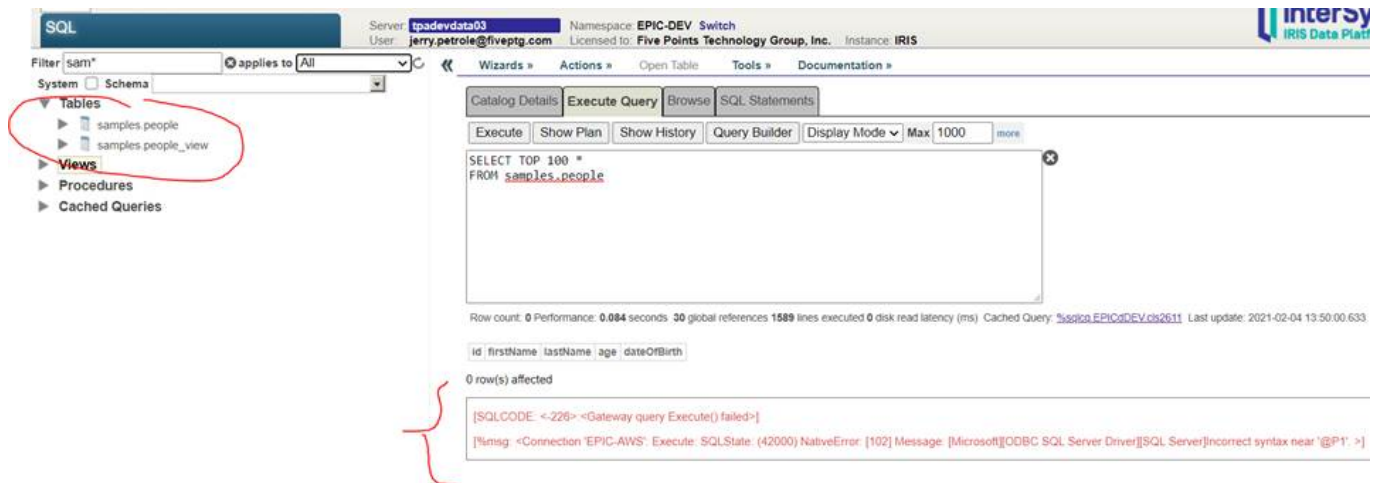 SQL
Server: tpadevdata03 Namespace: EPIC-DEV Switch
User: jerry.petrole@fiveptg.com Licensed to: Five Points Technology Group, Inc. Instance: IRIS
InterSy
IRIS Data Platf
Filter sam* applies to All
System Schema
Wizards » Actions » Open Table Tools » Documentation »
Tables
samples.people
samples.people_view
Views
Procedures
Cached Queries
Catalog Details Execute Query Browse SQL Statements
Execute Show Plan Show History Query Builder Display Mode Max 1000 more
SELECT TOP 100 *
FROM samples.people
Row count: 0 Performance: 0.084 seconds 30 global references 1589 lines executed 0 disk read latency (ms) Cached Query: %sqlcq.EPICdDEV.cls2611 Last update: 2021-02-04 13:50:00.633
id firstName lastName age dateOfBirth
0 row(s) affected
[SQLCODE: <-226> <Gateway query Execute() failed>]
[%msg: <Connection 'EPIC-AWS': Execute: SQLState: (42000) NativeError: [102] Message: [Microsoft][ODBC SQL Server Driver][SQL Server]Incorrect syntax near '@P1'. >]